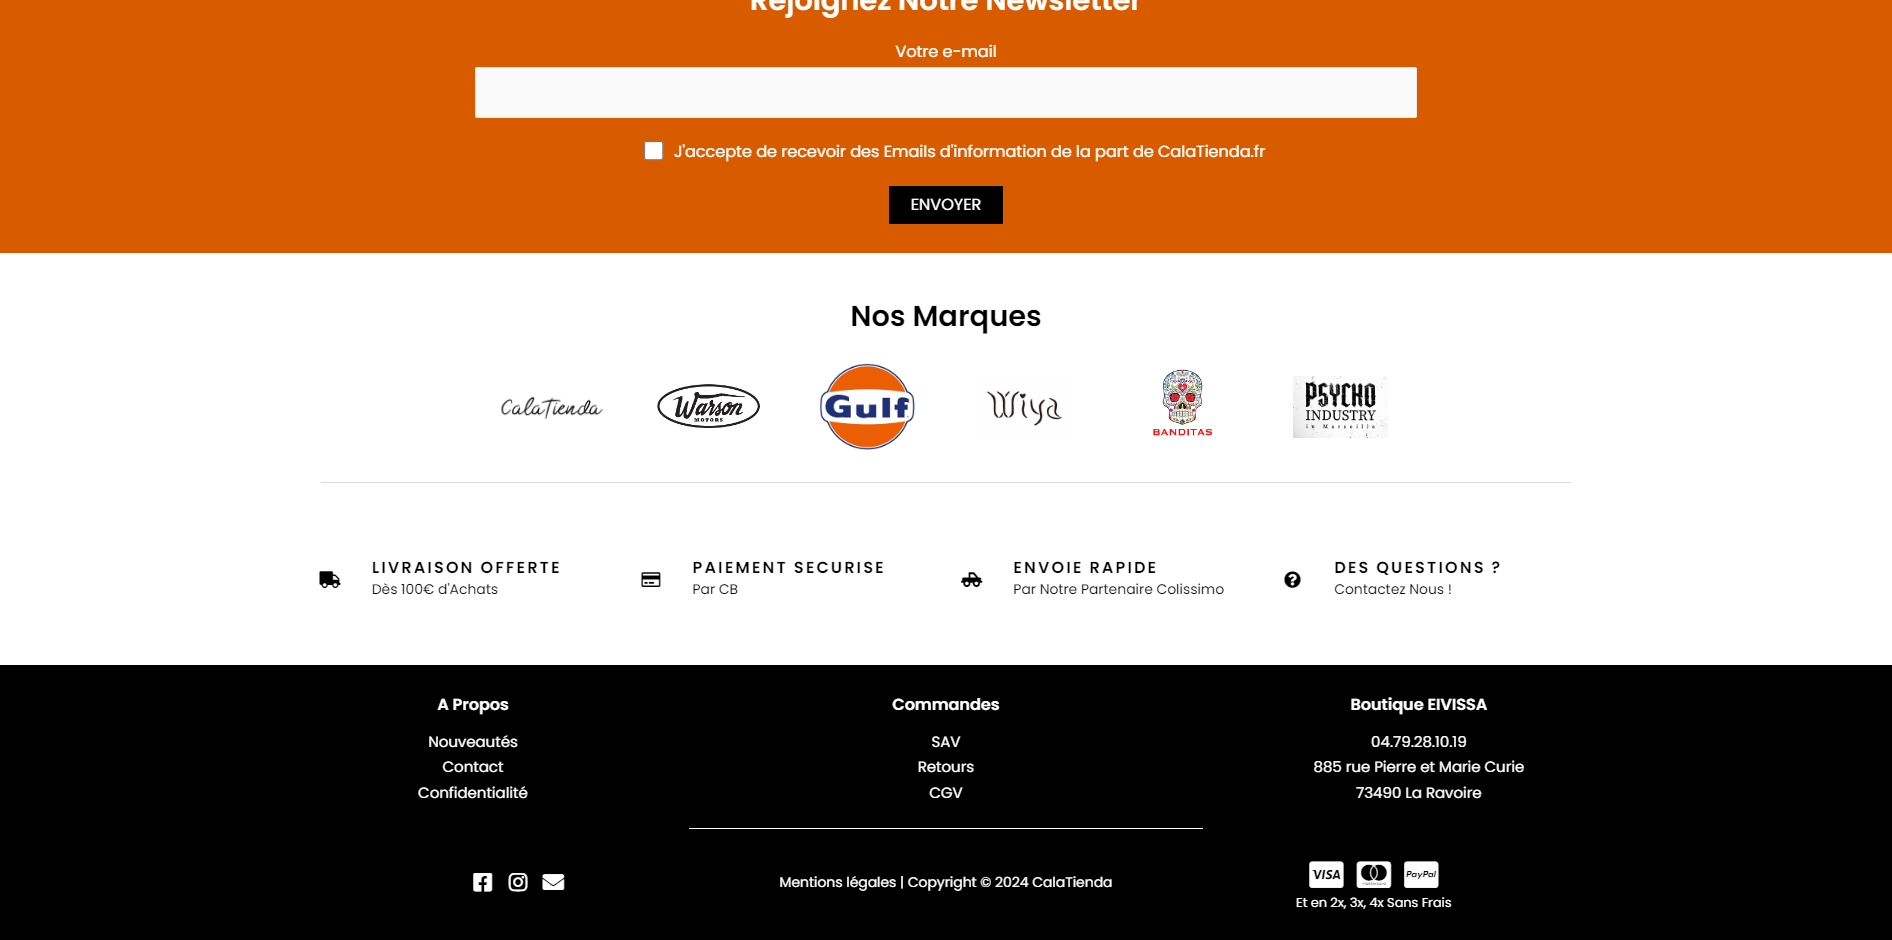 Rejoignez Notre Newsletter
Votre e-mail
J'accepte de recevoir des Emails d'information de la part de CalaTienda.fr
ENVOYER
Nos Marques
CalaTienda
Warson
MOTORS
Gulf
Wiya
BANDITAS
PSYCHO
INDUSTRY
in Marseille
LIVRAISON OFFERTE
Dès 100€ d'Achats
PAIEMENT SECURISE
Par CB
ENVOIE RAPIDE
Par Notre Partenaire Colissimo
DES QUESTIONS ?
Contactez Nous !
A Propos
Nouveautés
Contact
Confidentialité
Commandes
SAV
Retours
CGV
Boutique EIVISSA
04.79.28.10.19
885 rue Pierre et Marie Curie
73490 La Ravoire
Mentions légales | Copyright © 2024 CalaTienda
VISA
PayPal
Et en 2x, 3x, 4x Sans Frais